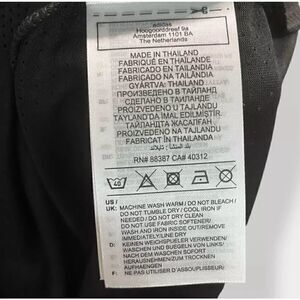 adidas
Hoogoorddreef 9a
Amsterdam 1101 BA
The Netherlands
MADE IN THAILAND
FABRIQUÉ EN THAÏLANDE
FABRICADO EN TAILANDIA
FABRICADO NA TAILÂNDIA
GYÁRTVA: THAIFÖLD
ПРОИЗВЕДЕНО В ТАИЛАНДЕ
СДЕЛАНО В ТАЙЛАНДЕ
PROIZVEDENO U TAJLANDU
TAYLAND'DA İMAL EDİLMİŞTİR.
ТАЙЛАНДТА ЖАСАЛҒАН
PROIZVEDENO NA TAJLANDU
FABRICAT ÎN THAILANDA
RN# 88387 CA# 40312
40
US /
UK: MACHINE WASH WARM / DO NOT BLEACH /
DO NOT TUMBLE DRY / COOL IRON IF
NEEDED / DO NOT DRY CLEAN
DO NOT USE FABRIC SOFTENER/
WASH AND IRON INSIDE OUT/REMOVE
IMMEDIATELY/LINE DRY
D: KEINEN WEICHSPUELER VERWENDEN/
WASCHEN UND BUEGELN VON LINKS/
NACH DEM WASCHEN SOFORT
HERAUSNEHMEN/ZUM TROCKNEN
AUFHAENGEN
F: NE PAS UTILISER D'ASSOUPLISSEUR/